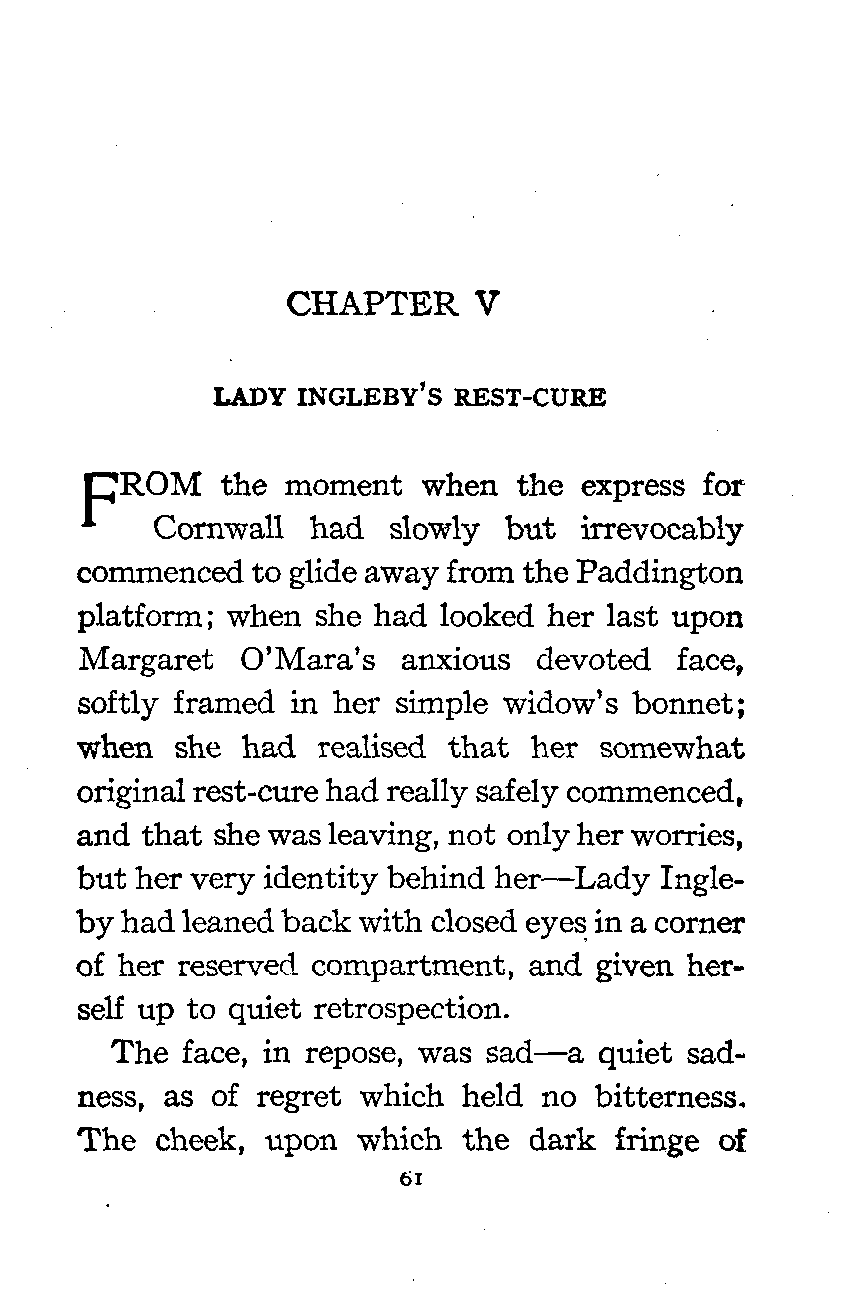 CHAPTER V
LADY INGLEBY'S REST-CURE
FROM the moment when the express for
Cornwall had slowly but irrevocably
commenced to glide away from the Paddington
platform; when she had looked her last upon
Margaret O'Mara's anxious devoted face,
softly framed in her simple widow's bonnet;
when she had realised that her somewhat
original rest-cure had really safely commenced,
and that she was leaving, not only her worries,
but her very identity behind her—Lady Ingle-
by had leaned back with closed eyes in a corner
of her reserved compartment, and given her-
self up to quiet retrospection.
The face, in repose, was sad—a quiet sad-
ness, as of regret which held no bitterness.
The cheek, upon which the dark fringe of
61